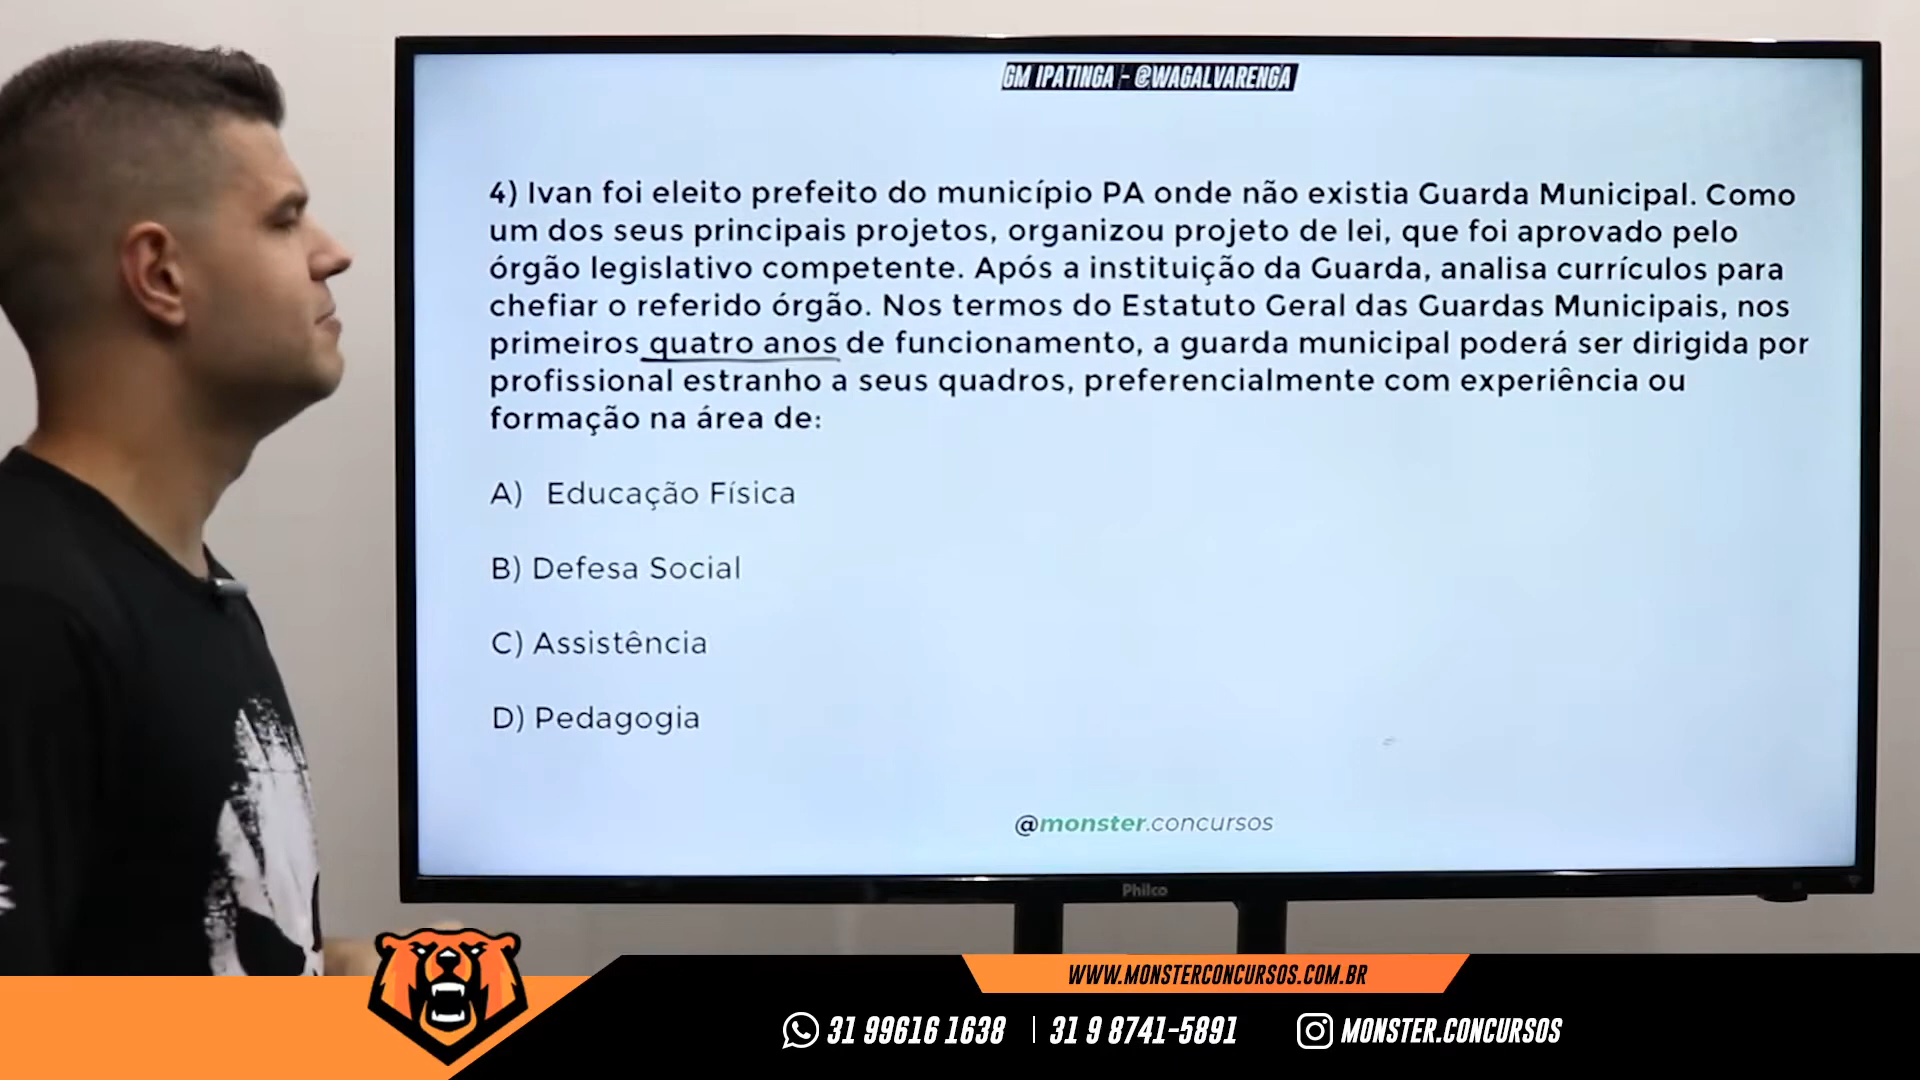 GM IPATINGA - @WAGALVARENGA
4) Ivan foi eleito prefeito do município PA onde não existia Guarda Municipal. Como
um dos seus principais projetos, organizou projeto de lei, que foi aprovado pelo
órgão legislativo competente. Após a instituição da Guarda, analisa currículos para
chefiar o referido órgão. Nos termos do Estatuto Geral das Guardas Municipais, nos
primeiros quatro anos de funcionamento, a guarda municipal poderá ser dirigida por
profissional estranho a seus quadros, preferencialmente com experiência ou
formação na área de:
A) Educação Física
B) Defesa Social
C) Assistência
D) Pedagogia
@monster.concursos
Philco
WWW.MONSTERCONCURSOS.COM.BR
31 99616 1638 | 31 9 8741-5891 MONSTER.CONCURSOS